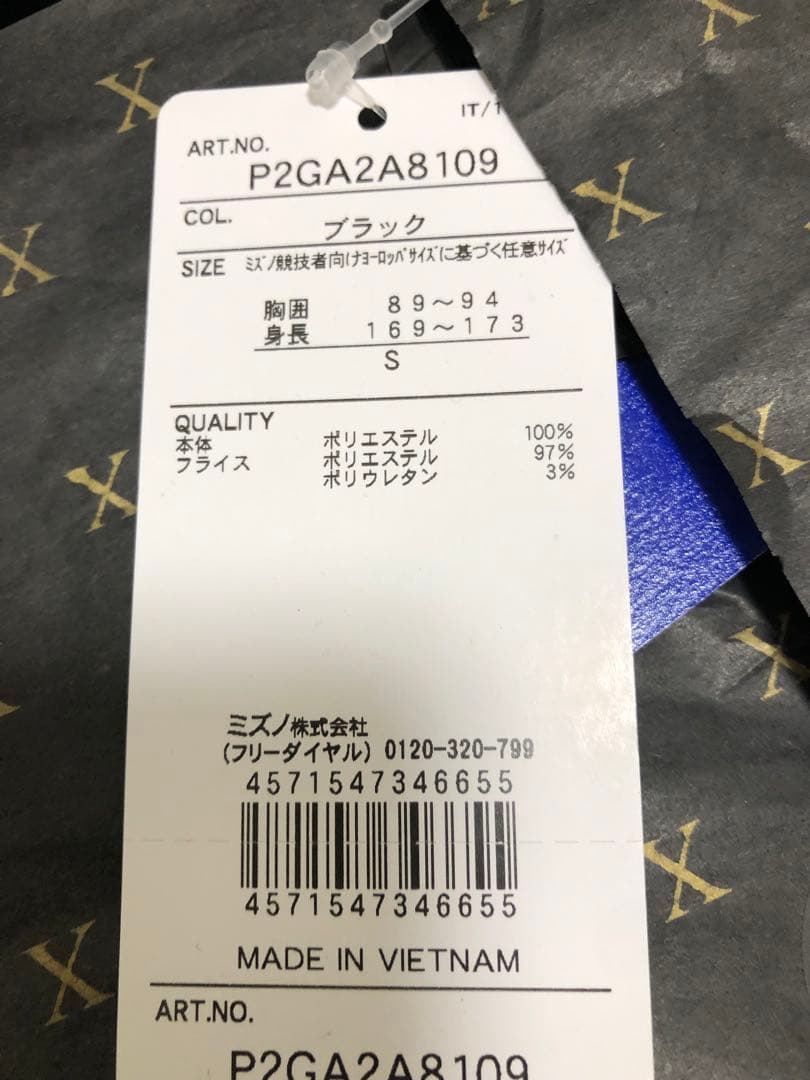 IT/1
ART.NO.
P2GA2A8109
COL.
ブラック
SIZE ミズノ競技者向けヨーロッパサイズに基づく任意サイズ
胸囲 89～94
身長 169～173
S
QUALITY
本体 ポリエステル 100%
フライス ポリエステル 97%
ポリウレタン 3%
ミズノ株式会社
(フリーダイヤル) 0120-320-799
4571547346655
4571547346655
MADE IN VIETNAM
ART.NO.
P2GA2A8109
X
X
X
X
X
X
X
X
X